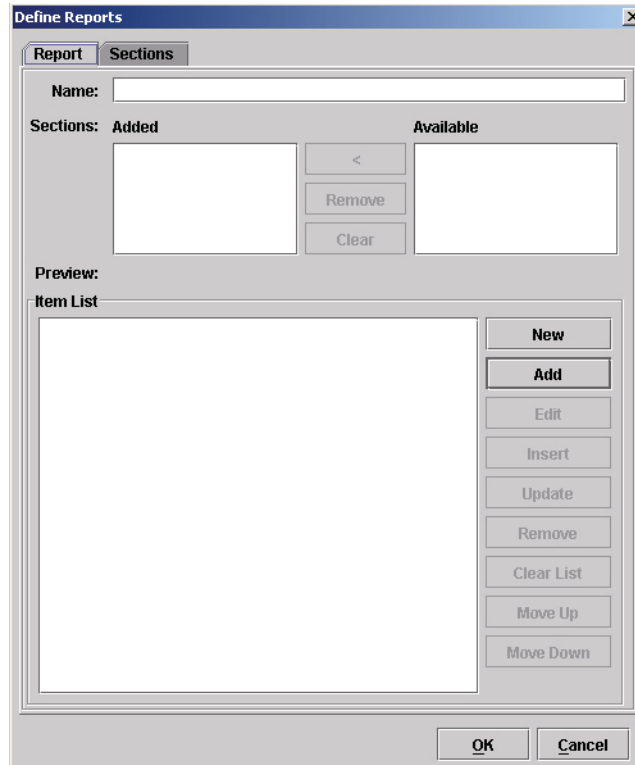 Define Reports
Report Sections
Name:
Sections: Added Available
<
Remove
Clear
Preview:
Item List
New
Add
Edit
Insert
Update
Remove
Clear List
Move Up
Move Down
OK Cancel